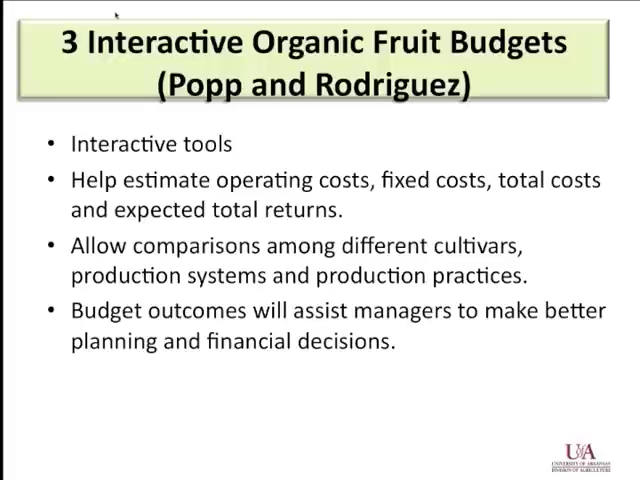 3 Interactive Organic Fruit Budgets
(Popp and Rodriguez)
• Interactive tools
• Help estimate operating costs, fixed costs, total costs
and expected total returns.
• Allow comparisons among different cultivars,
production systems and production practices.
• Budget outcomes will assist managers to make better
planning and financial decisions.
UofA
UNIVERSITY OF ARKANSAS
DIVISION OF AGRICULTURE